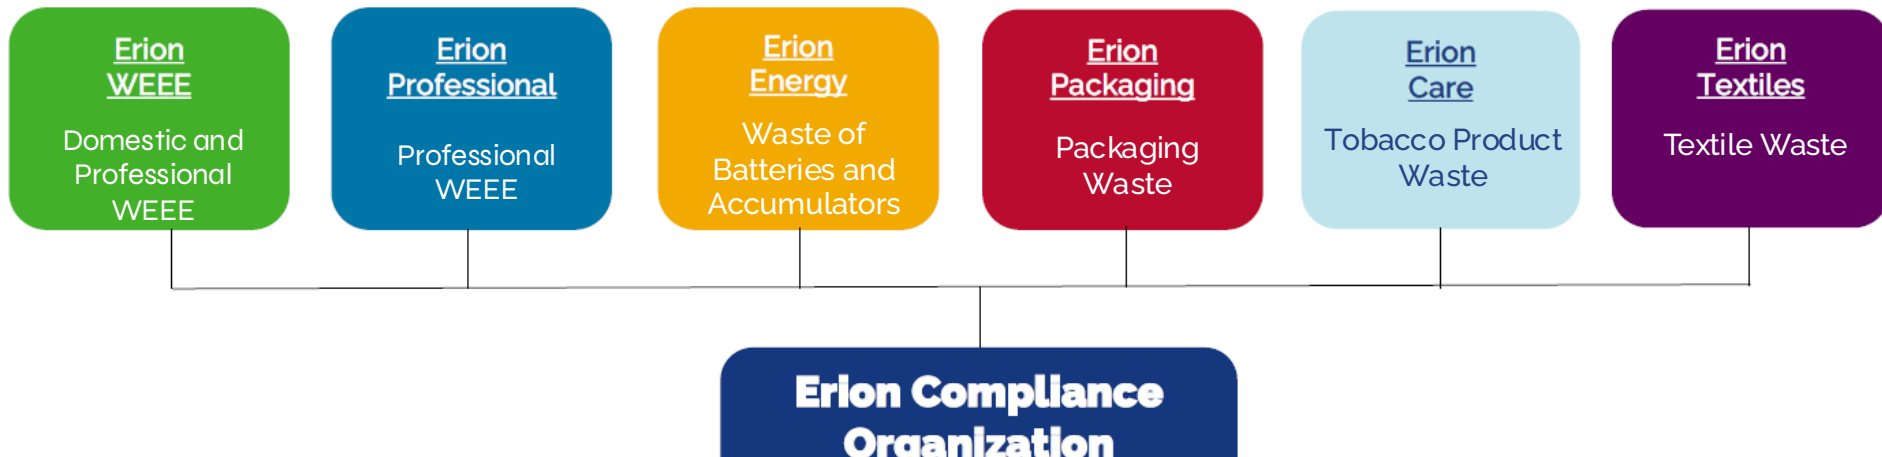 Erion
WEEE
Domestic and
Professional
WEEE
Erion
Professional
Professional
WEEE
Erion
Energy
Waste of
Batteries and
Accumulators
Erion
Packaging
Packaging
Waste
Erion
Care
Tobacco Product
Waste
Erion
Textiles
Textile Waste
Erion Compliance
Organization